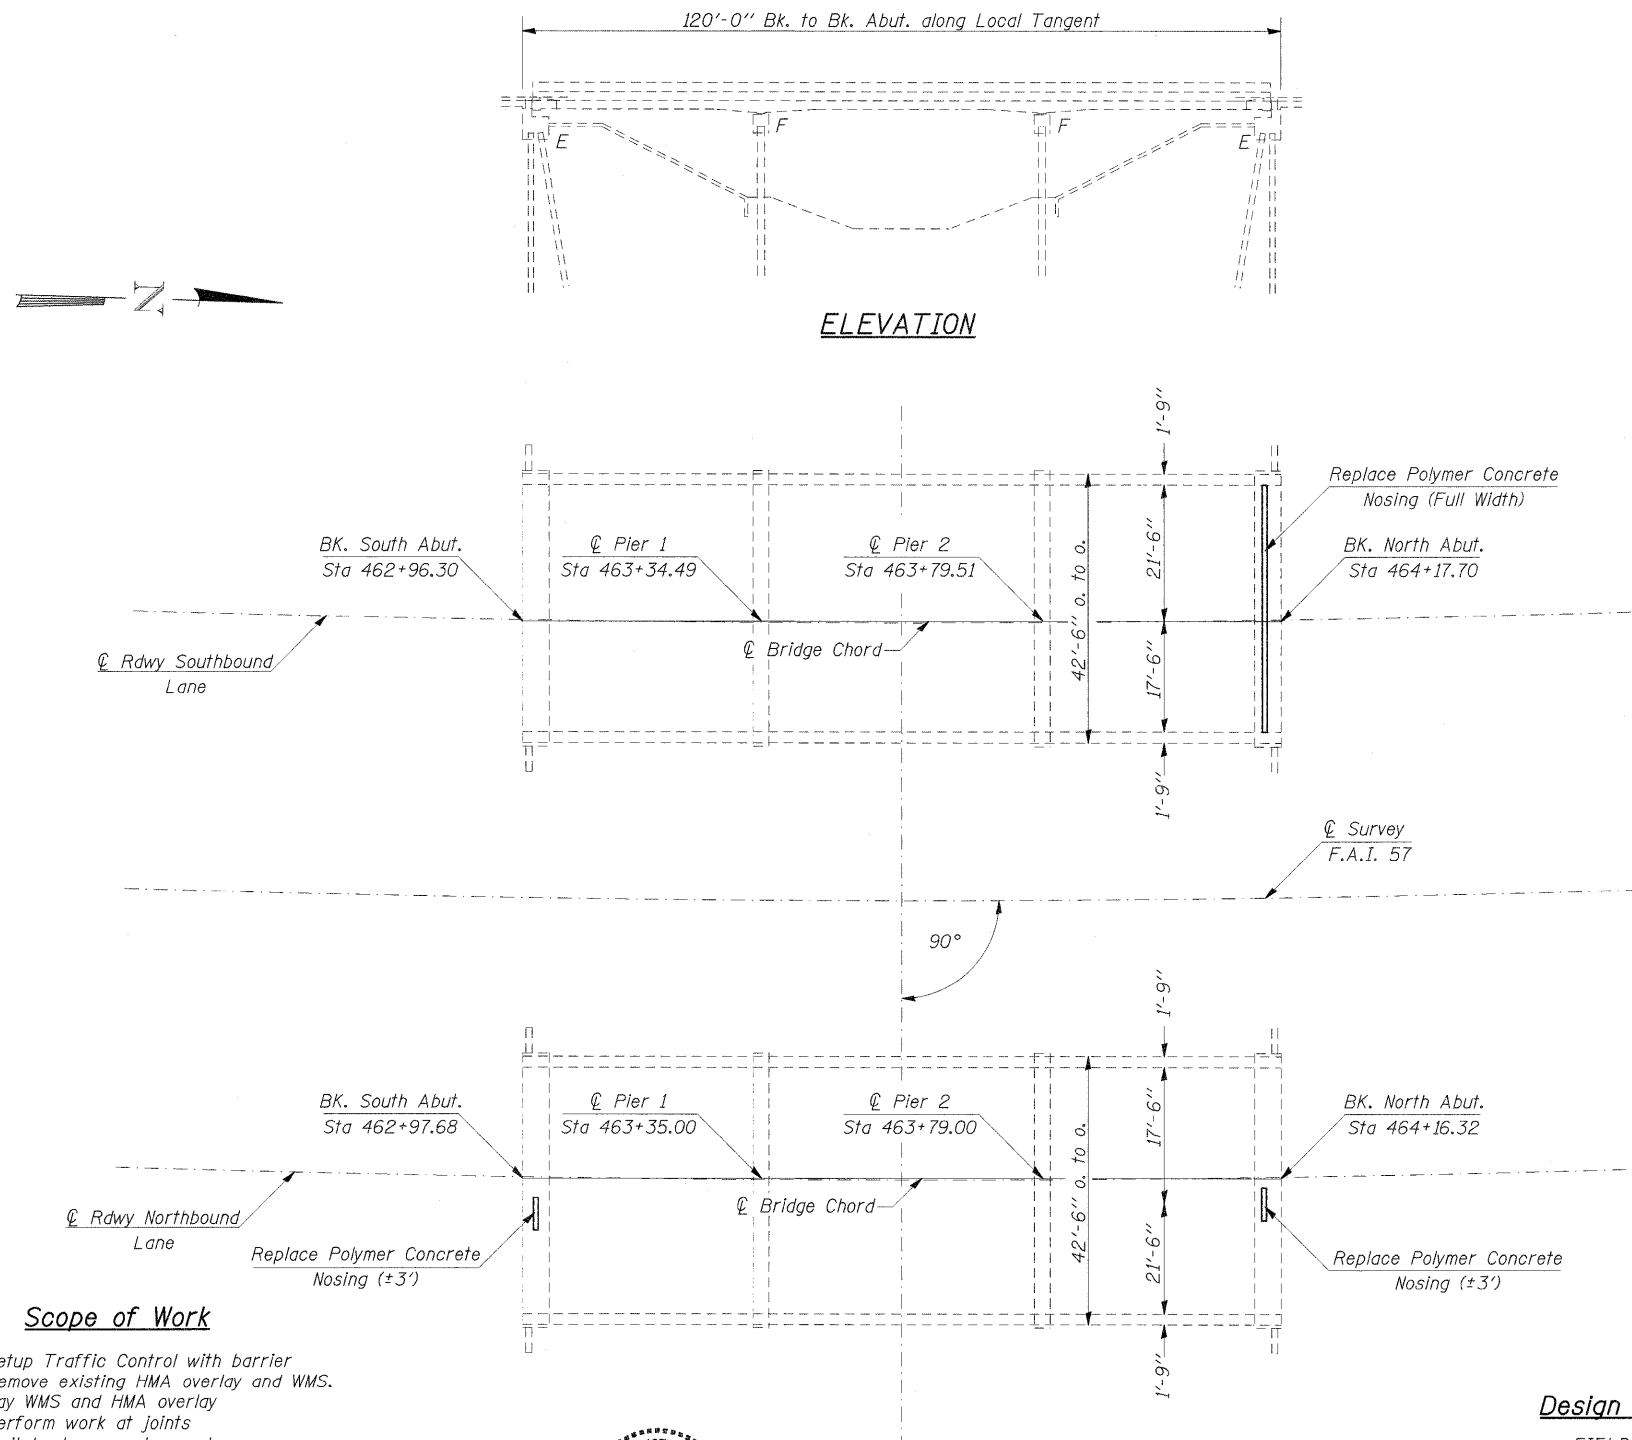 120'-0" Bk. to Bk. Abut. along Local Tangent
E
F
F
E
N
ELEVATION
1'-9"
Replace Polymer Concrete
Nosing (Full Width)
BK. South Abut.
Sta 462+96.30
℄ Pier 1
Sta 463+34.49
℄ Pier 2
Sta 463+79.51
42'-6" o. to o.
21'-6"
BK. North Abut.
Sta 464+17.70
℄ Rdwy Southbound
Lane
℄ Bridge Chord
17'-6"
1'-9"
℄ Survey
F.A.I. 57
90°
1'-9"
BK. South Abut.
Sta 462+97.68
℄ Pier 1
Sta 463+35.00
℄ Pier 2
Sta 463+79.00
42'-6" o. to o.
17'-6"
BK. North Abut.
Sta 464+16.32
℄ Rdwy Northbound
Lane
℄ Bridge Chord
21'-6"
Replace Polymer Concrete
Nosing (±3')
Replace Polymer Concrete
Nosing (±3')
1'-9"
Scope of Work
etup Traffic Control with barrier
emove existing HMA overlay and WMS.
ay WMS and HMA overlay
erform work at joints
Design